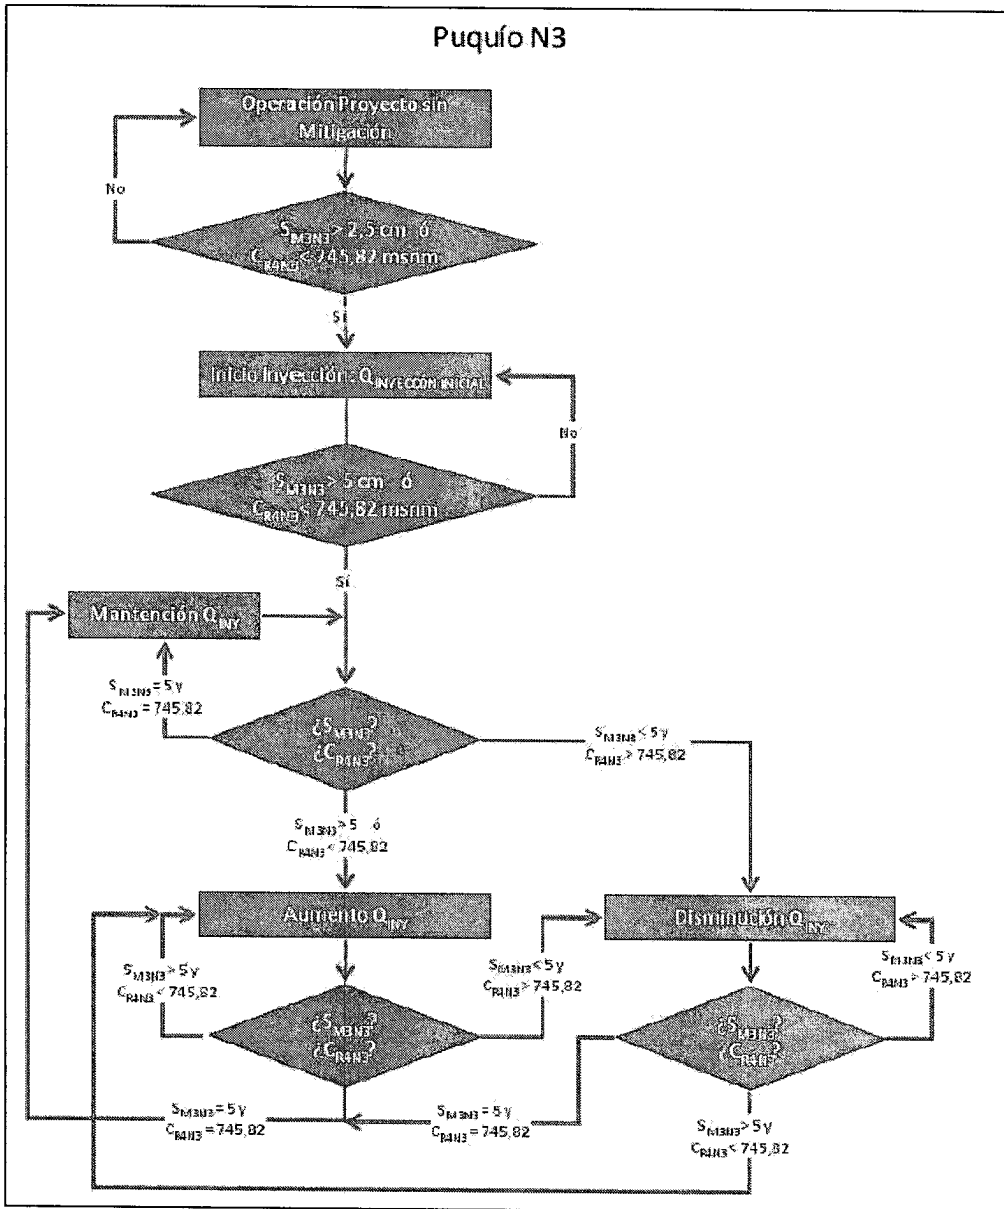 Puquío N3
Operación Proyecto sin
Mitigación
No
S_M3N3 > 2,5 cm ó
C_R4N3 < 745,82 msnm
Sí
Inicio Inyección : Q_INYECCÓN INICIAL
No
S_M3N3 > 5 cm ó
C_R4N3 < 745,82 msnm
Sí
Mantención Q_INY
S_M3N3 = 5 y
C_R4N3 = 745,82
¿S_M3N3?
¿C_R4N3?
S_M3N3 < 5 y
C_R4N3 > 745,82
S_M3N3 > 5 ó
C_R4N3 < 745,82
Aumento Q_INY
Disminución Q_INY
S_M3N3 > 5 y
C_R4N3 < 745,82
S_M3N3 < 5 y
C_R4N3 > 745,82
S_M3N3 < 5 y
C_R4N3 > 745,82
¿S_M3N3?
¿C_R4N3?
¿S_M3N3?
¿C_R4N3?
S_M3N3 = 5 y
C_R4N3 = 745,82
S_M3N3 = 5 y
C_R4N3 = 745,82
S_M3N3 > 5 y
C_R4N3 < 745,82